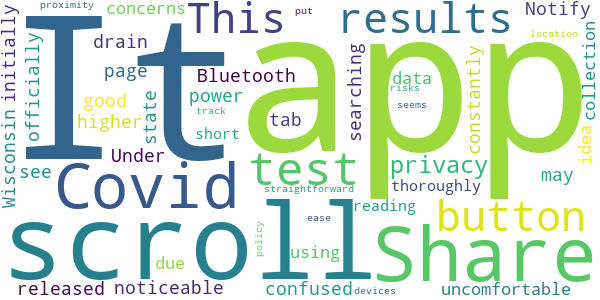 proximity
put
concerns
This
results
Notify
It
app
location
drain
page
Bluetooth
power
tab
good
higher
state
short
track
searching
data
risks
seems
constantly
collection
idea
officially
initially
Wisconsin
see
Under
Covid
test
privacy
thoroughly
may
straightforward
reading
scroll
Share
button
policy
ease
using
due
released
noticeable
confused
devices
uncomfortable